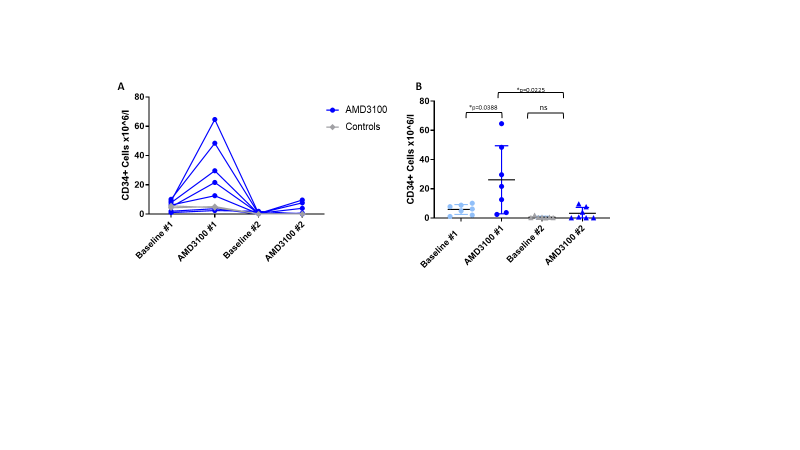 A
CD34+ Cells x10^6/l
80
60
40
20
0
Baseline #1
AMD3100 #1
Baseline #2
AMD3100 #2
AMD3100
Controls
B
CD34+ Cells x10^6/l
80
60
40
20
0
*p=0.0225
*p=0.0388
ns
Baseline #1
AMD3100 #1
Baseline #2
AMD3100 #2